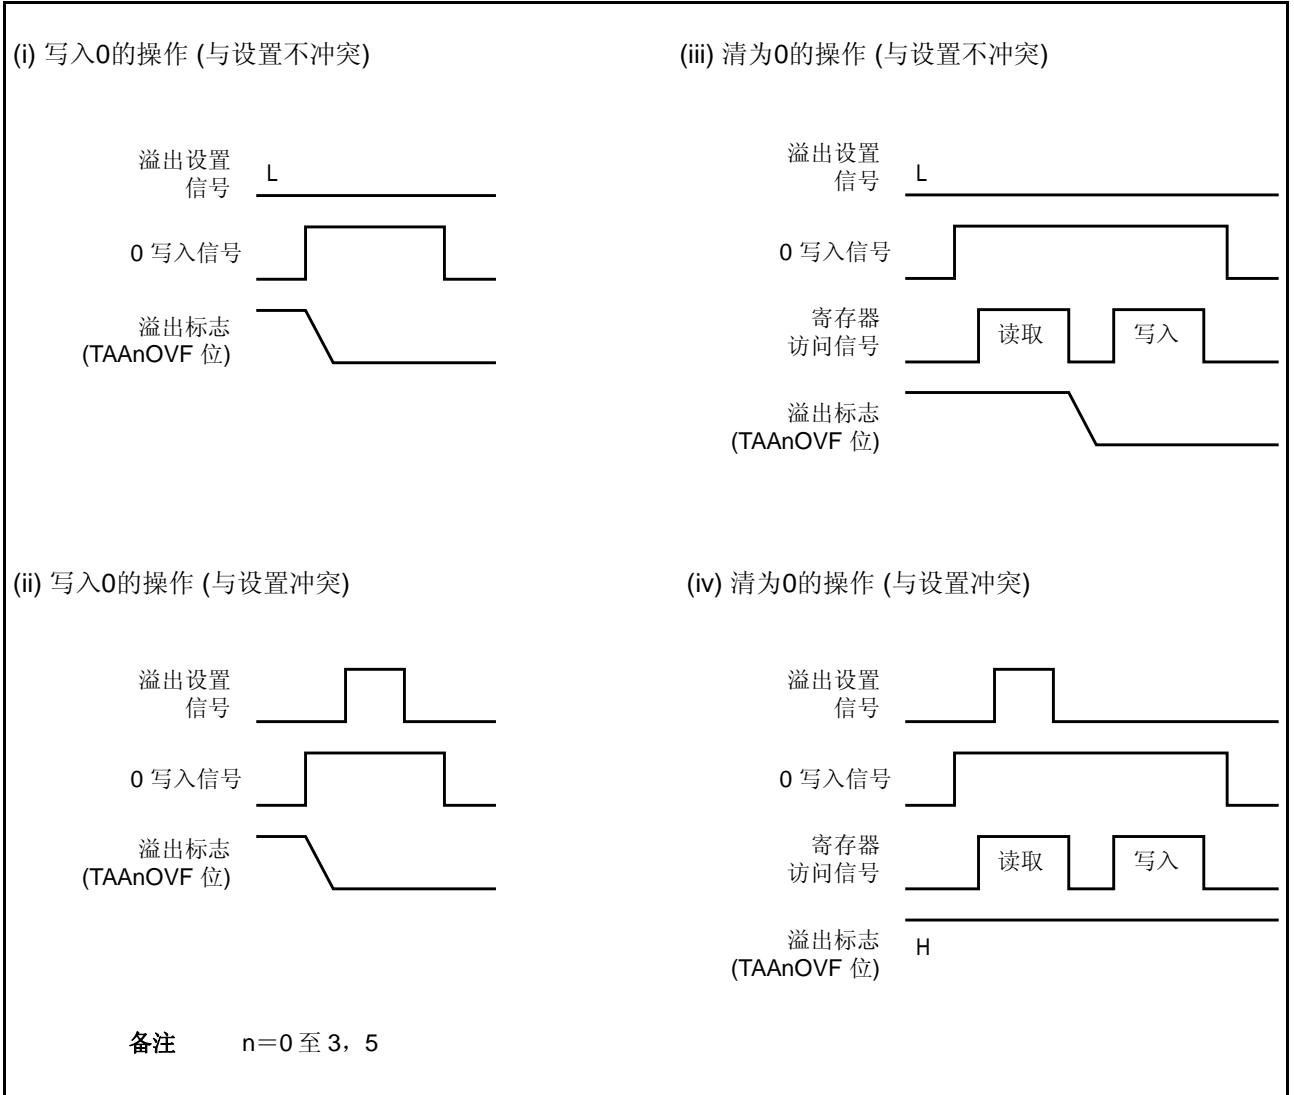 (i) 写入0的操作 (与设置不冲突)
溢出设置
信号
L
0 写入信号
溢出标志
(TAAnOVF 位)
(iii) 清为0的操作 (与设置不冲突)
溢出设置
信号
L
0 写入信号
寄存器
访问信号
读取
写入
溢出标志
(TAAnOVF 位)
(ii) 写入0的操作 (与设置冲突)
溢出设置
信号
0 写入信号
溢出标志
(TAAnOVF 位)
(iv) 清为0的操作 (与设置冲突)
溢出设置
信号
0 写入信号
寄存器
访问信号
读取
写入
溢出标志
(TAAnOVF 位)
H
备注 n＝0 至 3，5